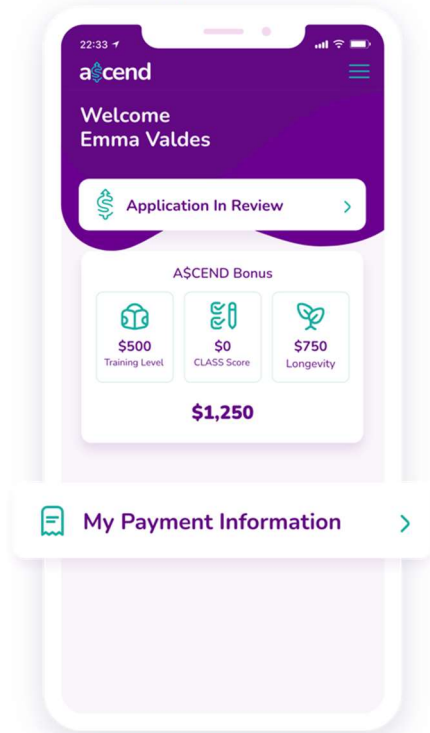 22:33
a$cend
Welcome
Emma Valdes
Application In Review
A$CEND Bonus
$500
Training Level
$0
CLASS Score
$750
Longevity
$1,250
My Payment Information